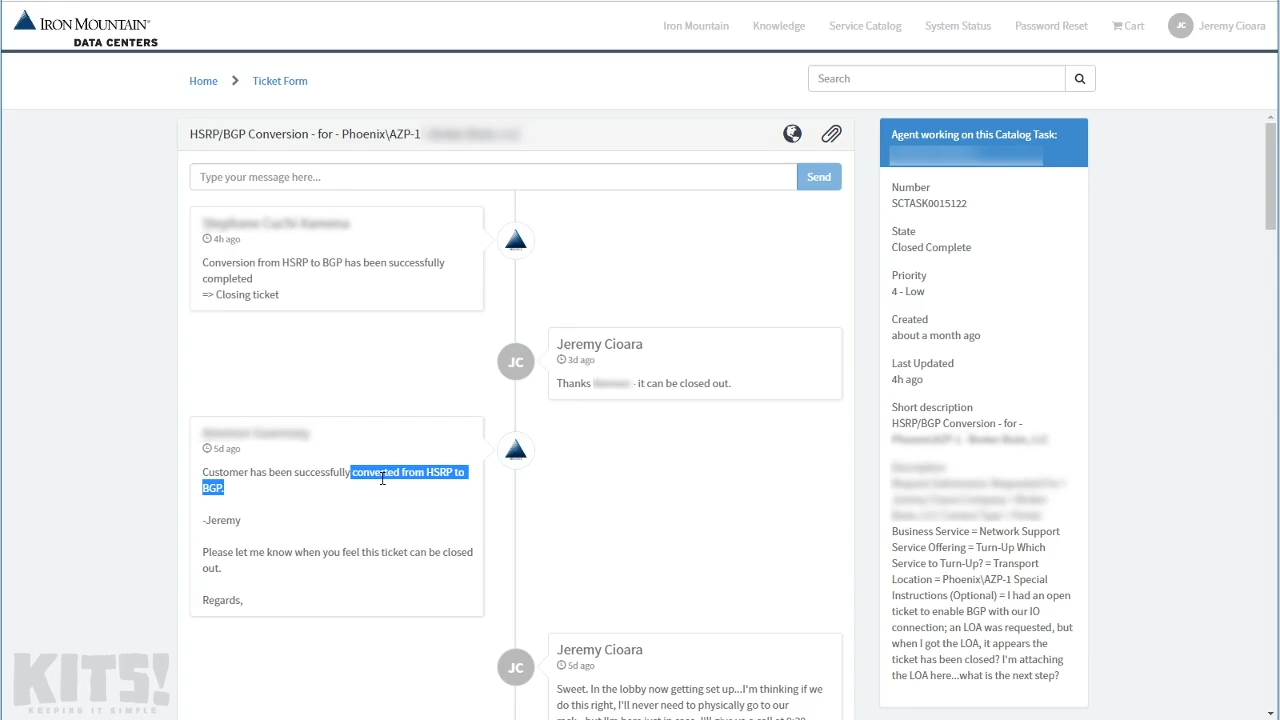 IRON MOUNTAIN®
DATA CENTERS
Iron Mountain
Knowledge
Service Catalog
System Status
Password Reset
Cart
JC
Jeremy Cioara
Home
Ticket Form
Search
HSRP/BGP Conversion - for - Phoenix\AZP-1
Type your message here...
Send
4h ago
Conversion from HSRP to BGP has been successfully
completed
=> Closing ticket
JC
Jeremy Cioara
3d ago
Thanks - it can be closed out.
5d ago
Customer has been successfully converted from HSRP to
BGP.
-Jeremy
Please let me know when you feel this ticket can be closed
out.
Regards,
JC
Jeremy Cioara
5d ago
Sweet. In the lobby now getting set up...I'm thinking if we
do this right, I'll never need to physically go to our
Agent working on this Catalog Task:
Number
SCTASK0015122
State
Closed Complete
Priority
4 - Low
Created
about a month ago
Last Updated
4h ago
Short description
HSRP/BGP Conversion - for -
Business Service = Network Support
Service Offering = Turn-Up Which
Service to Turn-Up? = Transport
Location = Phoenix\AZP-1 Special
Instructions (Optional) = I had an open
ticket to enable BGP with our IO
connection; an LOA was requested, but
when I got the LOA, it appears the
ticket has been closed? I'm attaching
the LOA here...what is the next step?
KITS!
KEEPING IT SIMPLE